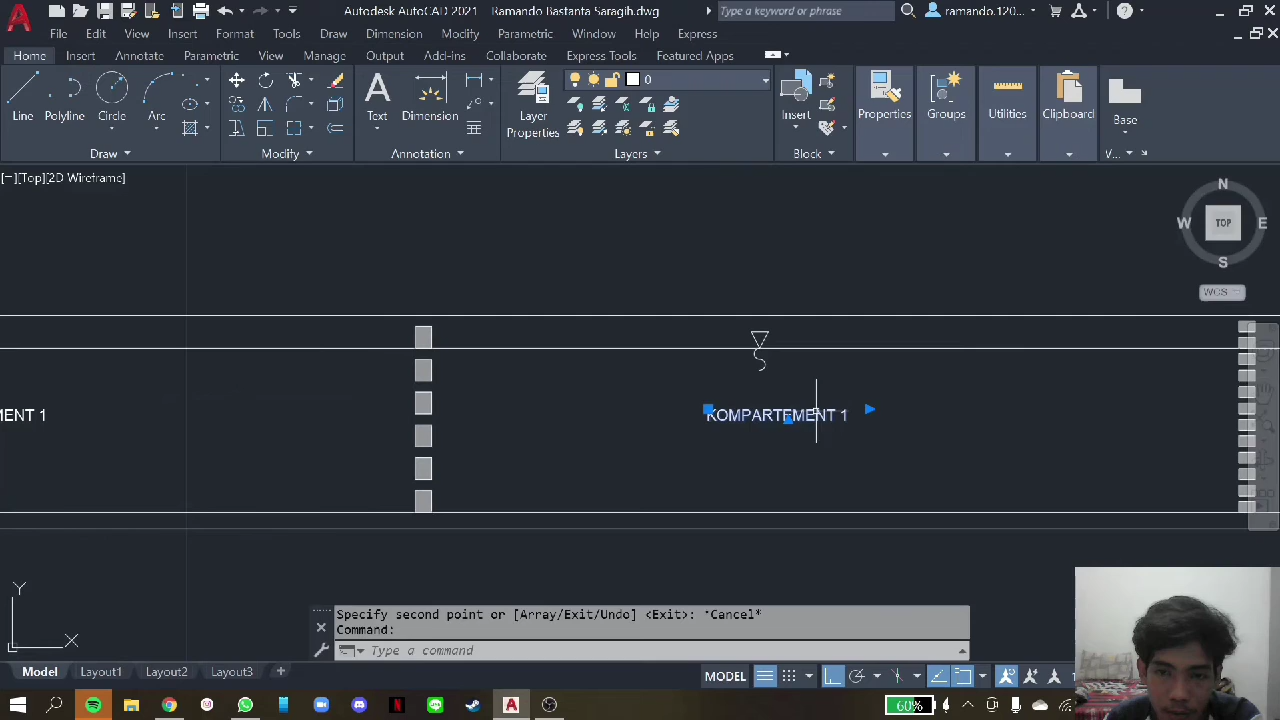 Autodesk AutoCAD 2021
Ramando Bastanta Saragih.dwg
Type a keyword or phrase
ramando.120...
File
Edit
View
Insert
Format
Tools
Draw
Dimension
Modify
Parametric
Window
Help
Express
Home
Insert
Annotate
Parametric
View
Manage
Output
Add-ins
Collaborate
Express Tools
Featured Apps
Line
Polyline
Circle
Arc
Text
Dimension
Layer
Properties
0
Insert
Properties
Groups
Utilities
Clipboard
Base
Draw
Modify
Annotation
Layers
Block
V...
[−][Top][2D Wireframe]
N
W
TOP
E
S
WCS
MENT 1
KOMPARTEMENT 1
Y
X
Specify second point or [Array/Exit/Undo] <Exit>: *Cancel*
Command:
Type a command
Model
Layout1
Layout2
Layout3
MODEL
60%